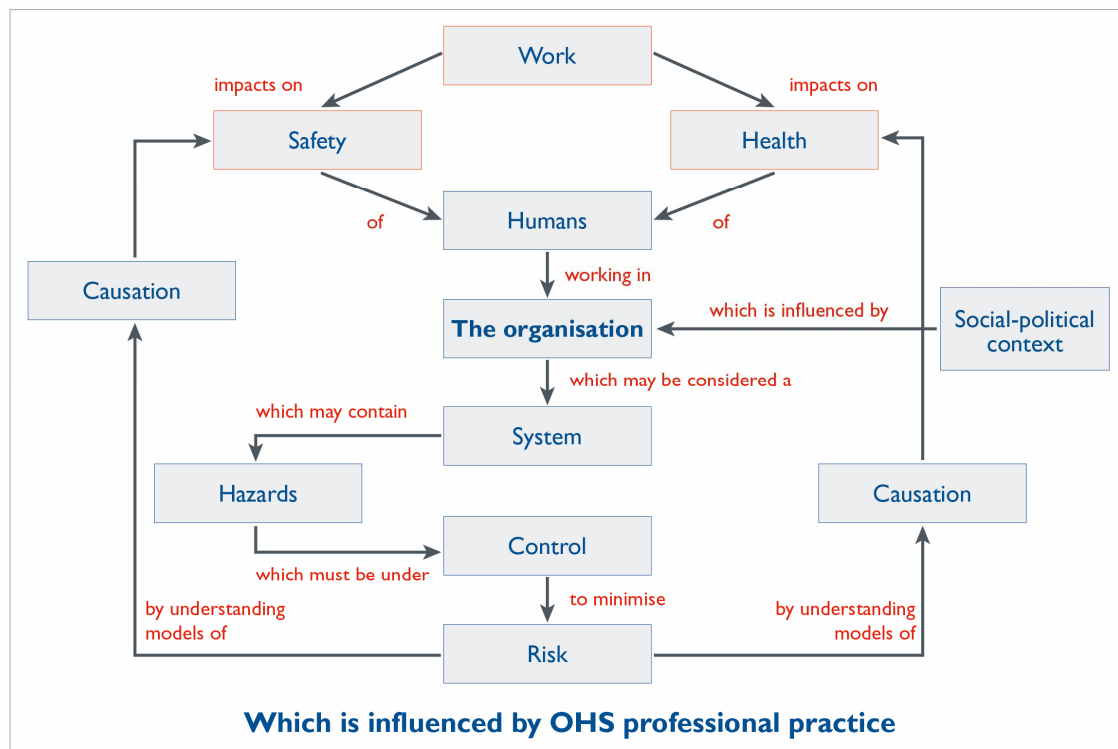 Work
impacts on
impacts on
Safety
Health
of
Humans
of
working in
Causation
The organisation
which is influenced by
Social-political
context
which may be considered a
which may contain
System
Hazards
Causation
Control
which must be under
to minimise
by understanding
models of
by understanding
models of
Risk
Which is influenced by OHS professional practice